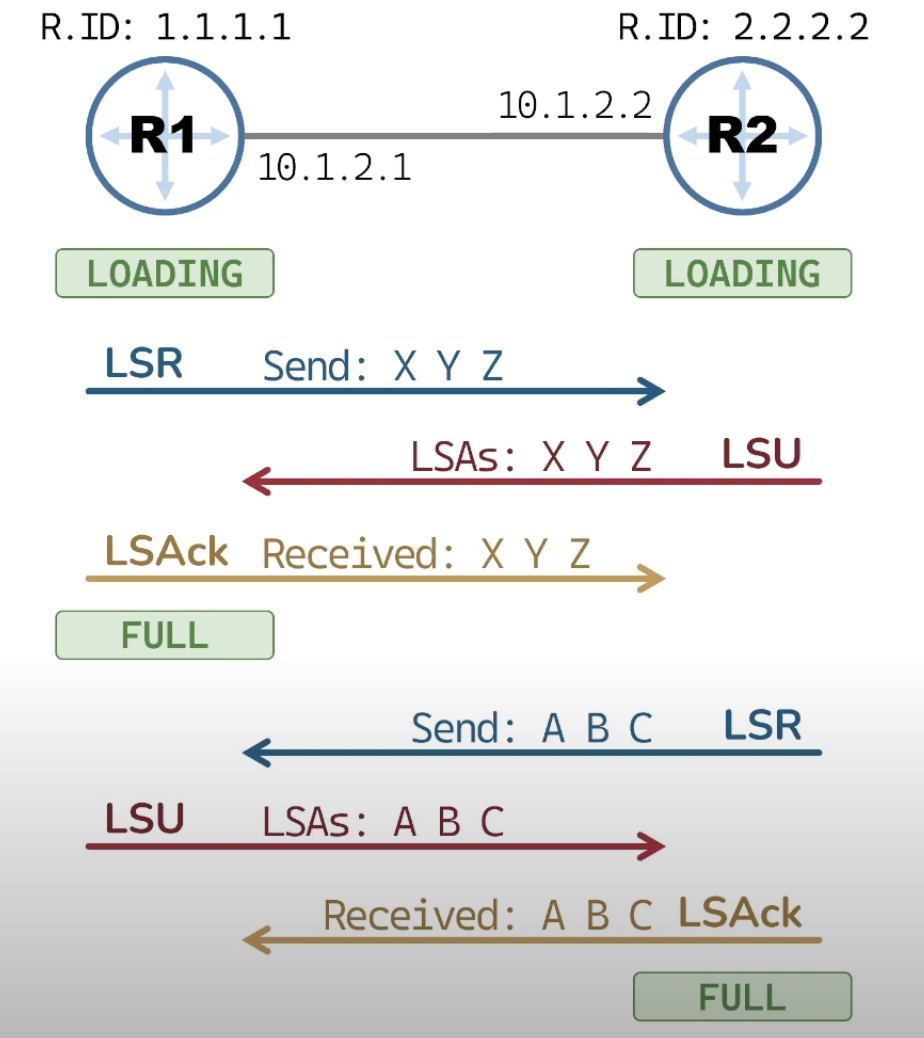 R.ID: 1.1.1.1 R.ID: 2.2.2.2
R1 R2
10.1.2.2
10.1.2.1
LOADING LOADING
LSR Send: X Y Z
LSAs: X Y Z LSU
LSAck Received: X Y Z
FULL
Send: A B C LSR
LSU LSAs: A B C
Received: A B C LSAck
FULL